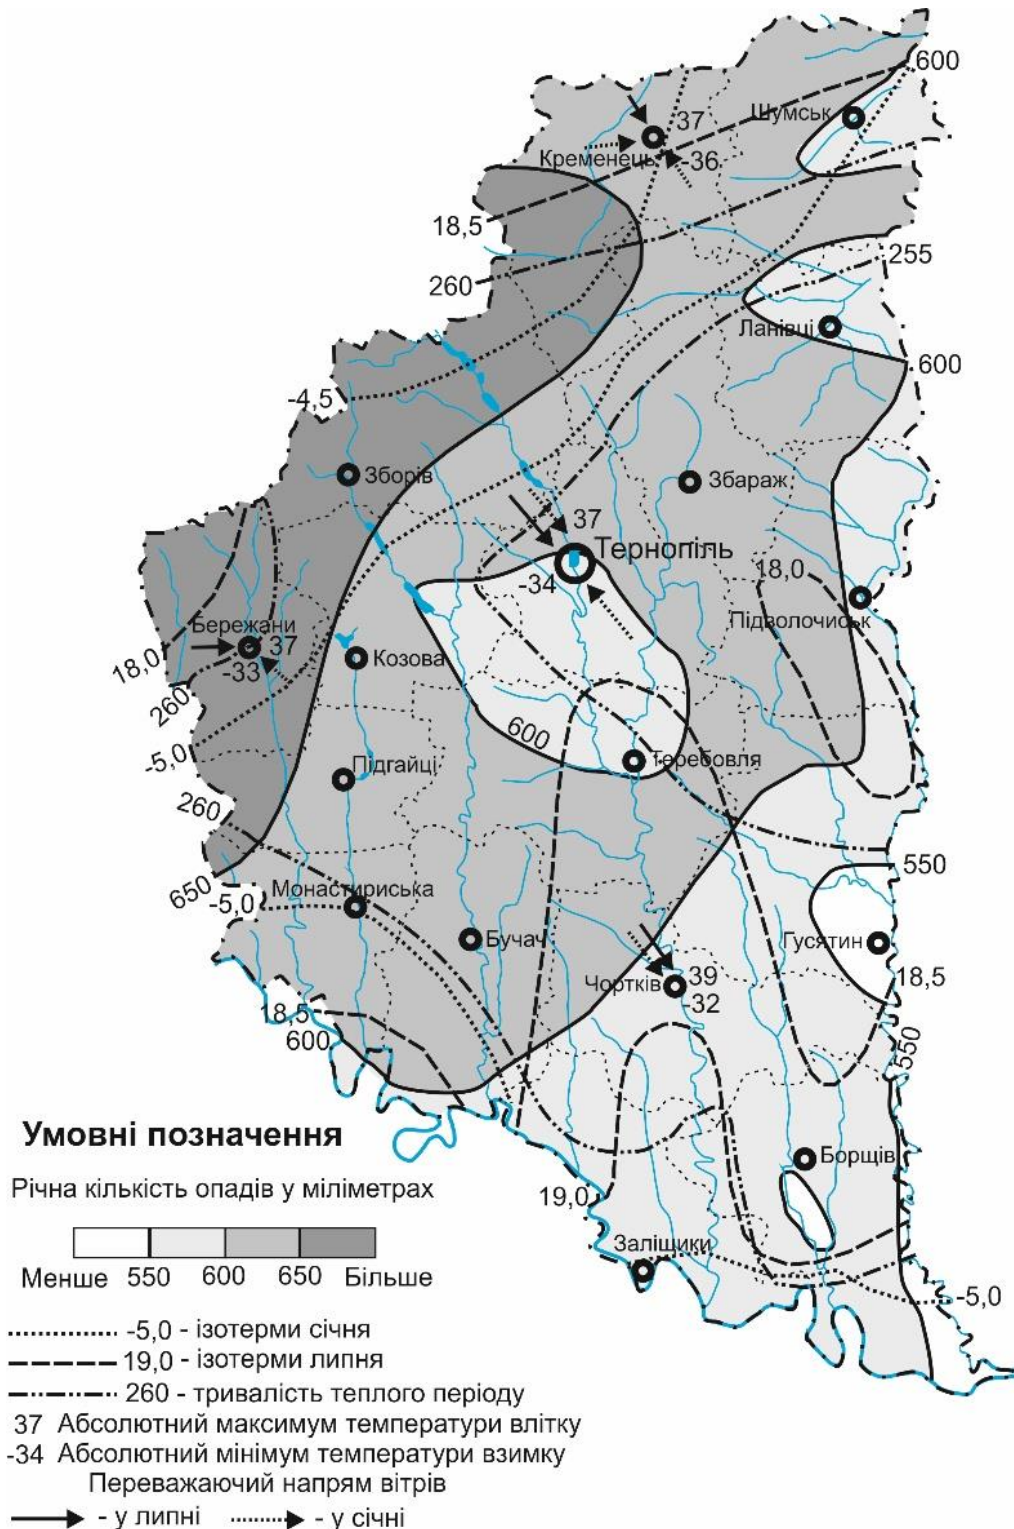 600
Шумськ
37
Кременець
-36
18,5
260
255
Ланівці
600
-4,5
Зборів
Збараж
37
Тернопіль
-34
18,0
Підволочиськ
Бережани
37
-33
18,0
260
Козова
-5,0
600
Теребовля
Підгайці
260
650
550
Монастириська
-5,0
Бучач
Гусятин
39
Чортків
-32
18,5
18,5
600
550
Борщів
19,0
Заліщики
-5,0
Умовні позначення
Річна кількість опадів у міліметрах
Менше 550 600 650 Більше
-5,0 - ізотерми січня
19,0 - ізотерми липня
260 - тривалість теплого періоду
37 Абсолютний максимум температури влітку
-34 Абсолютний мінімум температури взимку
Переважаючий напрям вітрів
- у липні - у січні